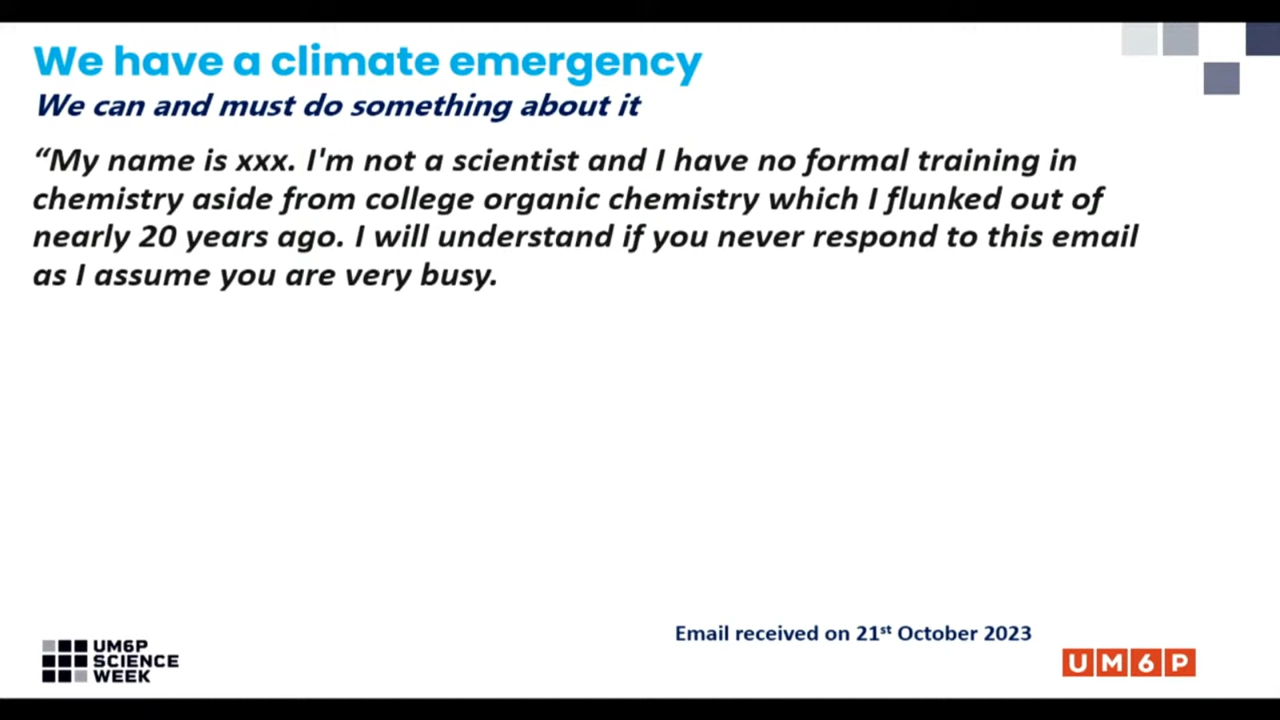 We have a climate emergency
We can and must do something about it
“My name is xxx. I'm not a scientist and I have no formal training in
chemistry aside from college organic chemistry which I flunked out of
nearly 20 years ago. I will understand if you never respond to this email
as I assume you are very busy.
Email received on 21st October 2023
UM6P
SCIENCE
WEEK
UM6P